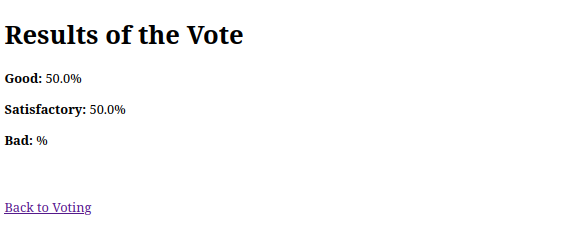 Results of the Vote
Good: 50.0%
Satisfactory: 50.0%
Bad: %
Back to Voting